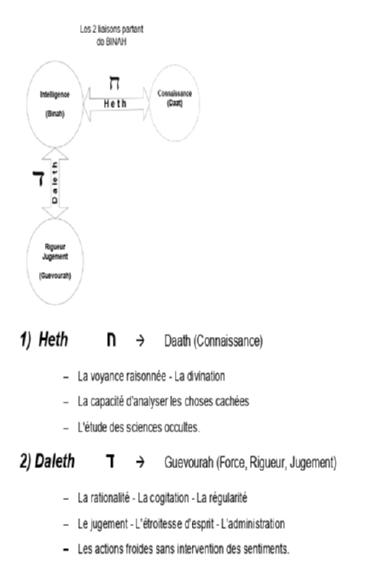 Les 2 liaisons partent
de BINAH
Intelligence
(Binah)
ח
Heth
Connaissance
(Daat)
ד
Daleth
Rigueur
Jugement
(Guevourah)
1) Heth ח → Daath (Connaissance)
– La voyance raisonnée - La divination
– La capacité d'analyser les choses cachées
– L'étude des sciences occultes.
2) Daleth ד → Guevourah (Force, Rigueur, Jugement)
– La rationalité - La cogitation - La régularité
– Le jugement - L'étroitesse d'esprit - L'administration
– Les actions froides sans intervention des sentiments.